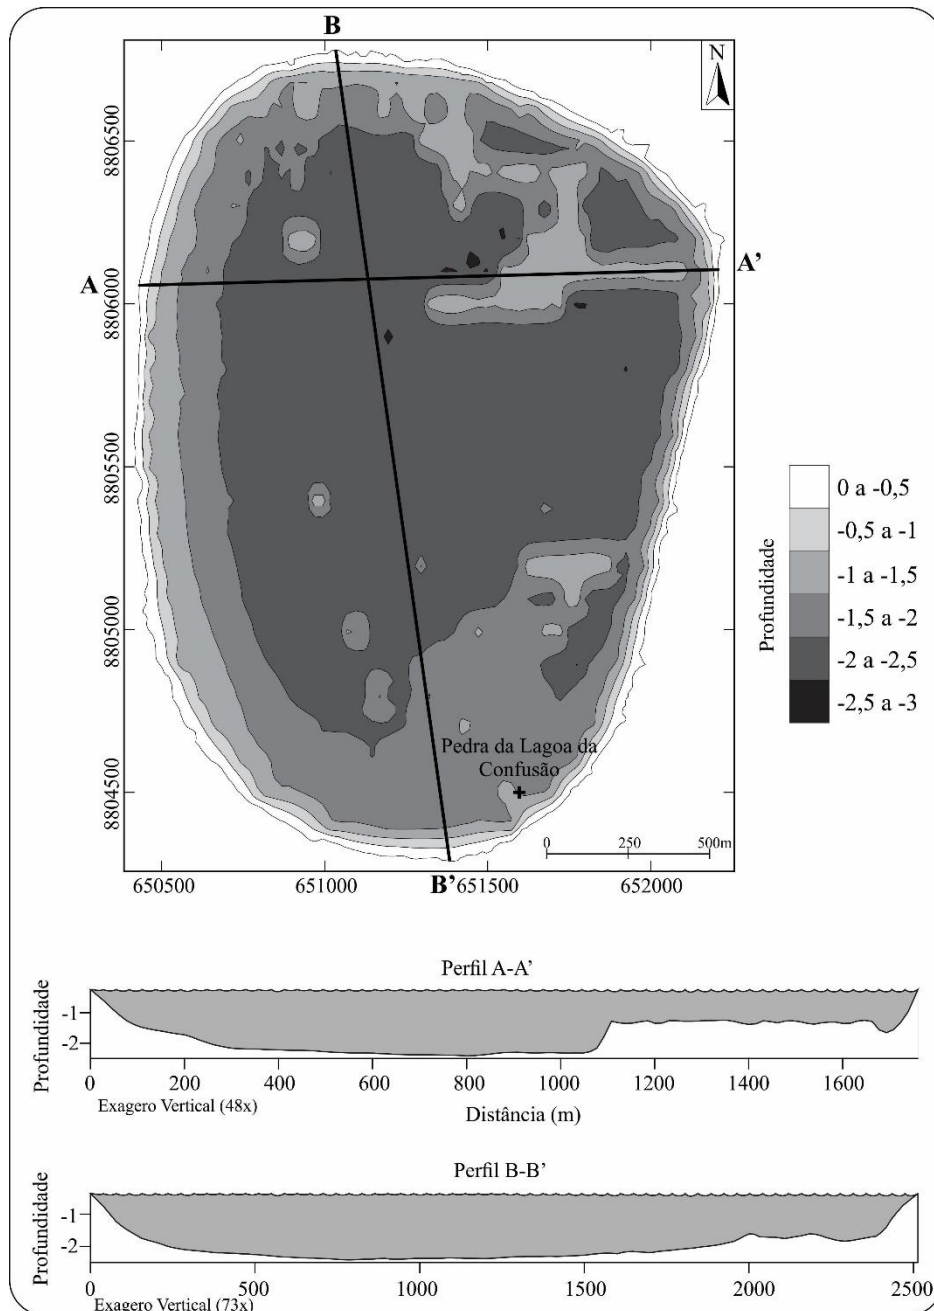 B
N
8806500
A
A'
8806000
8805500
8805000
8804500
Pedra da Lagoa da
Confusão
0 250 500m
B'
650500 651000 651500 652000
Profundidade
0 a -0,5
-0,5 a -1
-1 a -1,5
-1,5 a -2
-2 a -2,5
-2,5 a -3
Perfil A-A'
Profundidade
-1
-2
0 200 400 600 800 1000 1200 1400 1600
Exagero Vertical (48x)
Distância (m)
Perfil B-B'
Profundidade
-1
-2
0 500 1000 1500 2000 2500
Exagero Vertical (73x)